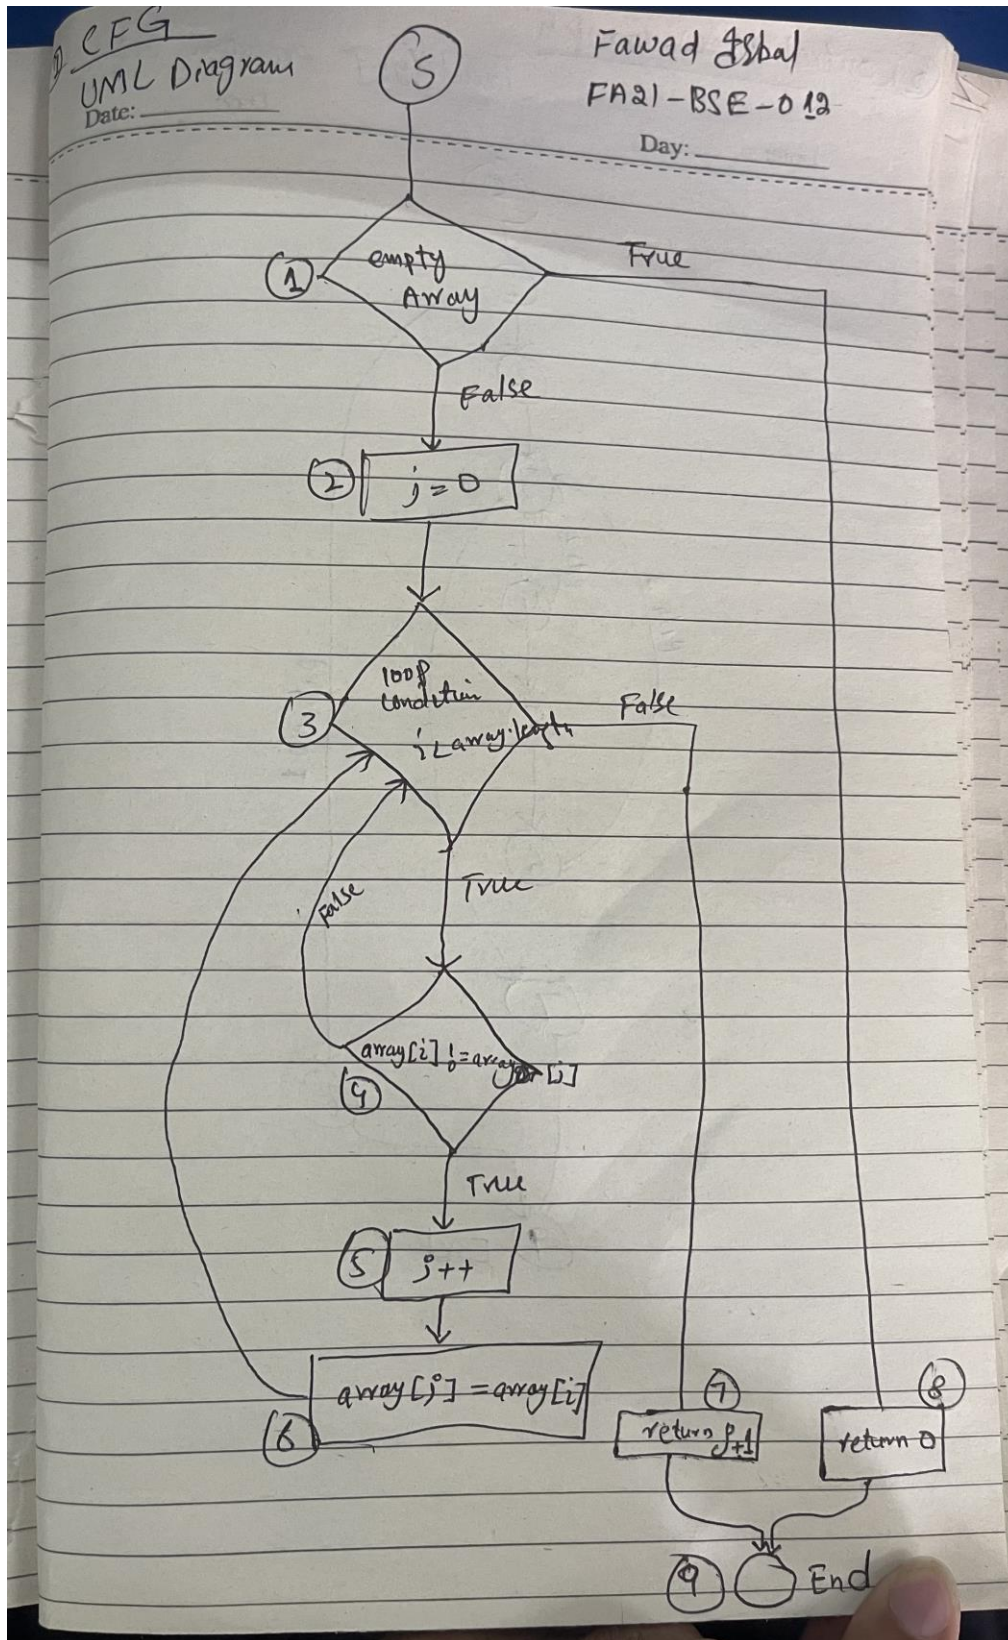 1) CFG
UML Diagram
Date:
Fawad Iqbal
FA21-BSE-012
Day:
S
1
empty
Array
True
False
2
j = 0
3
loop
condition
i < array.length
False
True
False
array[i] != array[j]
4
True
5
j++
array[j] = array[i]
6
7
return j+1
8
return 0
9
End